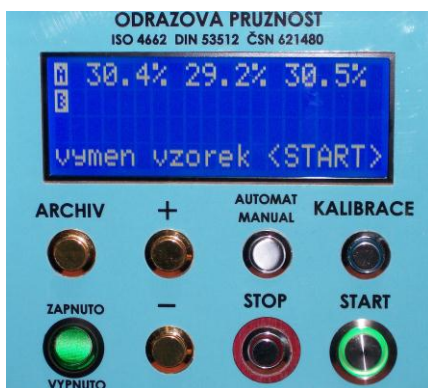 ODRAZOVA PRUZNOST
ISO 4662 DIN 53512 ČSN 621480
A 30.4% 29.2% 30.5%
B
vymen vzorek <START>
ARCHIV + AUTOMAT MANUAL KALIBRACE
ZAPNUTO - STOP START
VYPNUTO